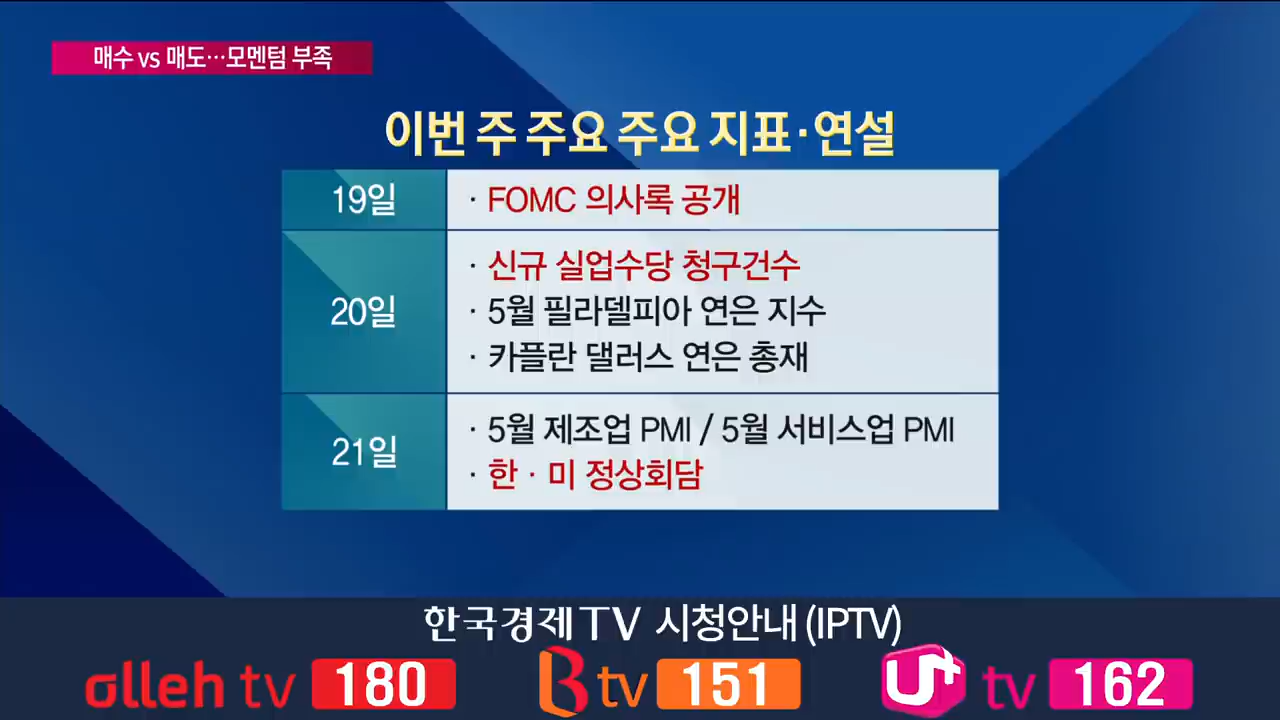 매수 vs 매도…모멘텀 부족
이번 주 주요 주요 지표·연설
19일
· FOMC 의사록 공개
20일
· 신규 실업수당 청구건수
· 5월 필라델피아 연은 지수
· 카플란 댈러스 연은 총재
21일
· 5월 제조업 PMI / 5월 서비스업 PMI
· 한·미 정상회담
한국경제TV 시청안내(IPTV)
olleh tv 180 B tv 151 U+ tv 162